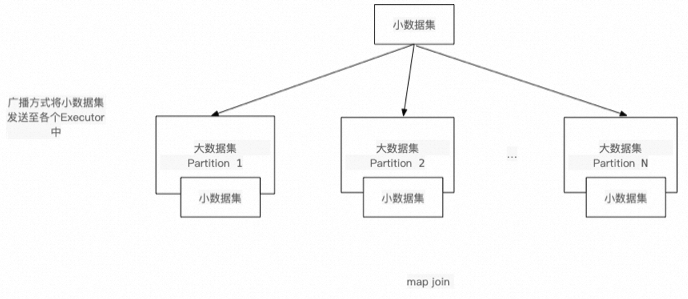 小数据集
广播方式将小数据集
发送至各个Executor
中
大数据集
Partition 1
小数据集
大数据集
Partition 2
小数据集
...
大数据集
Partition N
小数据集
map join